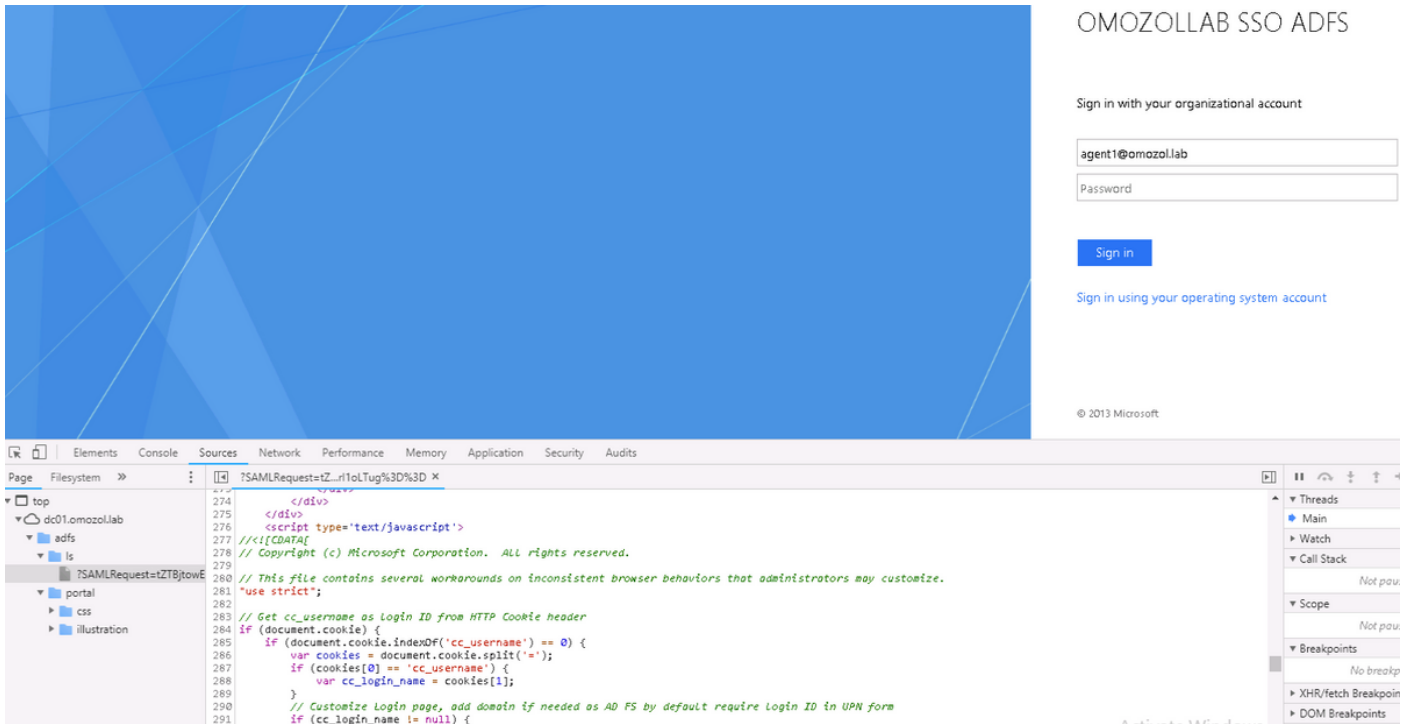 OMOZOLLAB SSO ADFS
Sign in with your organizational account
agent1@omozol.lab
Password
Sign in
Sign in using your operating system account
© 2013 Microsoft
Elements Console Sources Network Performance Memory Application Security Audits
Page Filesystem »
?SAMLRequest=tZ...rl1oLTug%3D%3D ×
top
dc01.omozol.lab
adfs
ls
?SAMLRequest=tZTBjtowE
portal
css
illustration
274 </div>
275 </div>
276 <script type='text/javascript'>
277 //<![CDATA[
278 // Copyright (c) Microsoft Corporation. All rights reserved.
279
280 // This file contains several workarounds on inconsistent browser behaviors that administrators may customize.
281 "use strict";
282
283 // Get cc_username as Login ID from HTTP Cookie header
284 if (document.cookie) {
285 if (document.cookie.indexOf('cc_username') == 0) {
286 var cookies = document.cookie.split('=');
287 if (cookies[0] == 'cc_username') {
288 var cc_login_name = cookies[1];
289 }
290 // Customize Login page, add domain if needed as AD FS by default require Login ID in UPN form
291 if (cc_login_name != null) {
Threads
Main
Watch
Call Stack
Not pau
Scope
Not pau
Breakpoints
No breakp
XHR/fetch Breakpoin
DOM Breakpoints